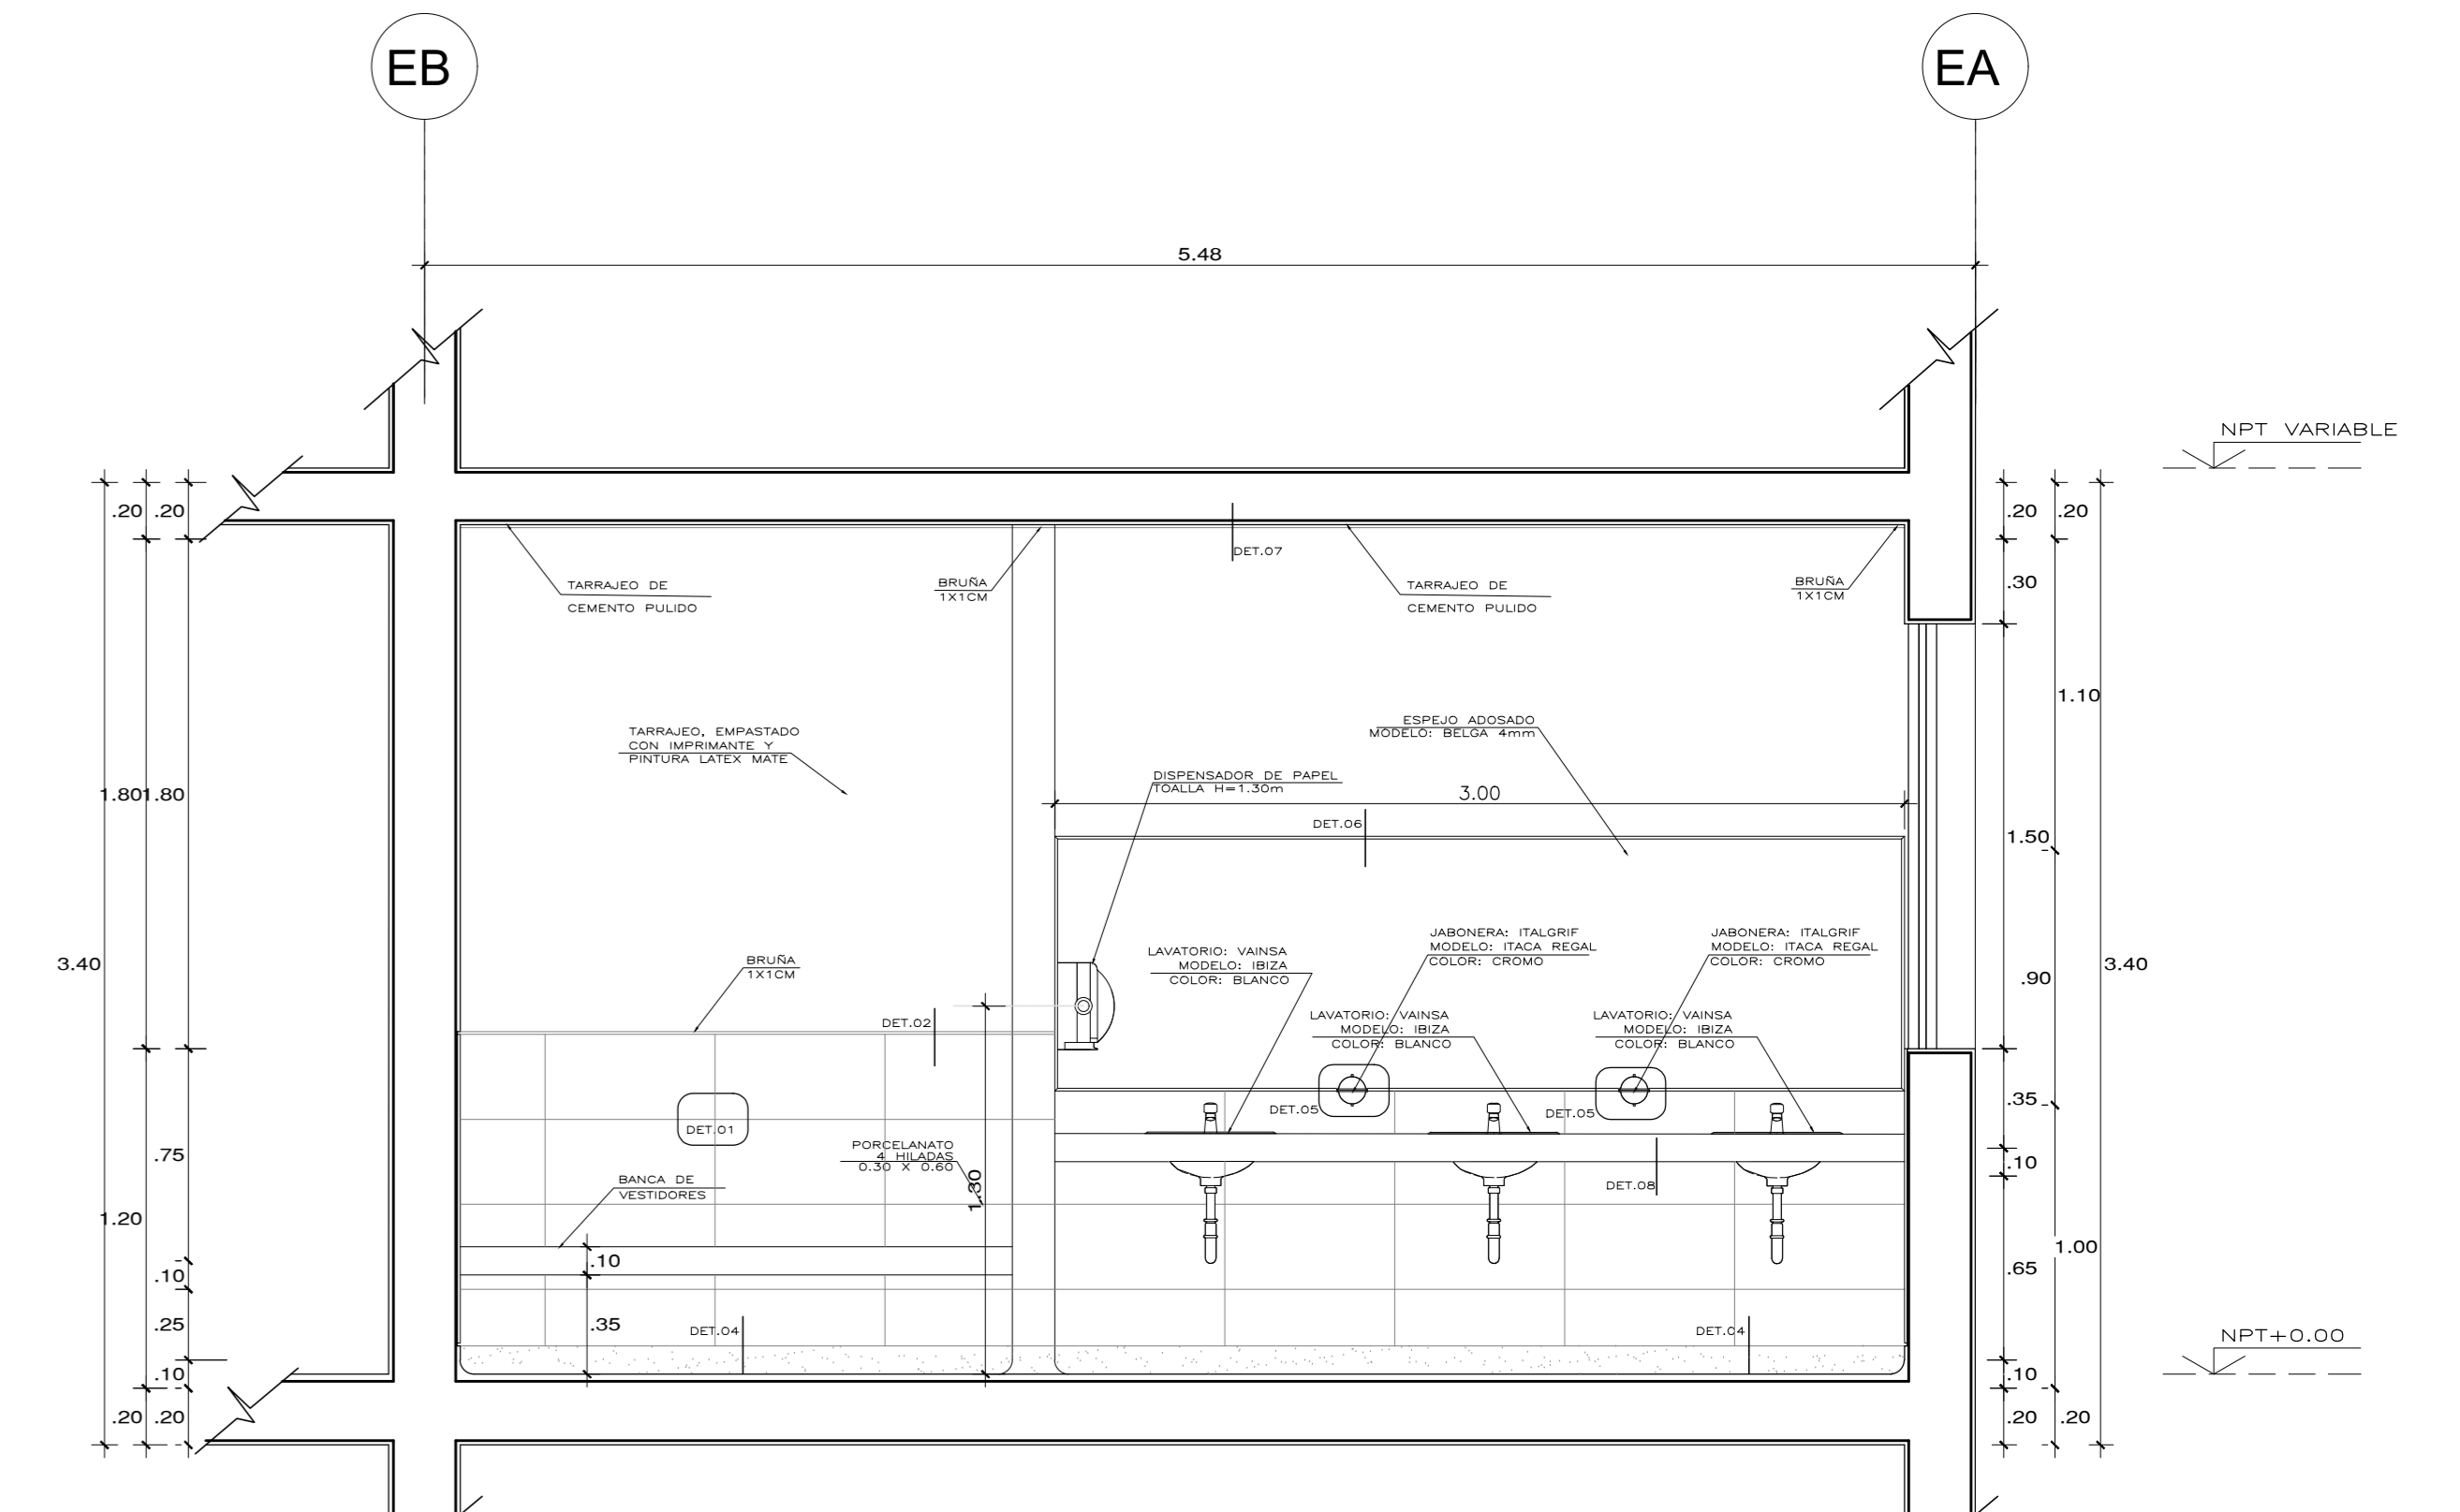 EB
EA
5.48
NPT VARIABLE
.20
.20
.20
.20
.30
DET.07
TARRAJEO DE
CEMENTO PULIDO
BRUÑA
1X1CM
TARRAJEO DE
CEMENTO PULIDO
BRUÑA
1X1CM
1.10
TARRAJEO, EMPASTADO
CON IMPRIMANTE Y
PINTURA LATEX MATE
ESPEJO ADOSADO
MODELO: BELGA 4mm
DISPENSADOR DE PAPEL
TOALLA H=1.30m
3.00
1.80
1.80
DET.06
1.50
JABONERA: ITALGRIF
MODELO: ITACA REGAL
COLOR: CROMO
JABONERA: ITALGRIF
MODELO: ITACA REGAL
COLOR: CROMO
LAVATORIO: VAINSA
MODELO: IBIZA
COLOR: BLANCO
3.40
BRUÑA
1X1CM
.90
3.40
LAVATORIO: VAINSA
MODELO: IBIZA
COLOR: BLANCO
LAVATORIO: VAINSA
MODELO: IBIZA
COLOR: BLANCO
DET.02
DET.05
DET.05
.35
DET.01
PORCELANATO
4 HILADAS
0.30 X 0.60
.75
.10
BANCA DE
VESTIDORES
1.30
DET.08
1.20
1.00
.10
.10
.65
.25
.35
DET.04
DET.04
NPT+0.00
.10
.10
.20
.20
.20
.20